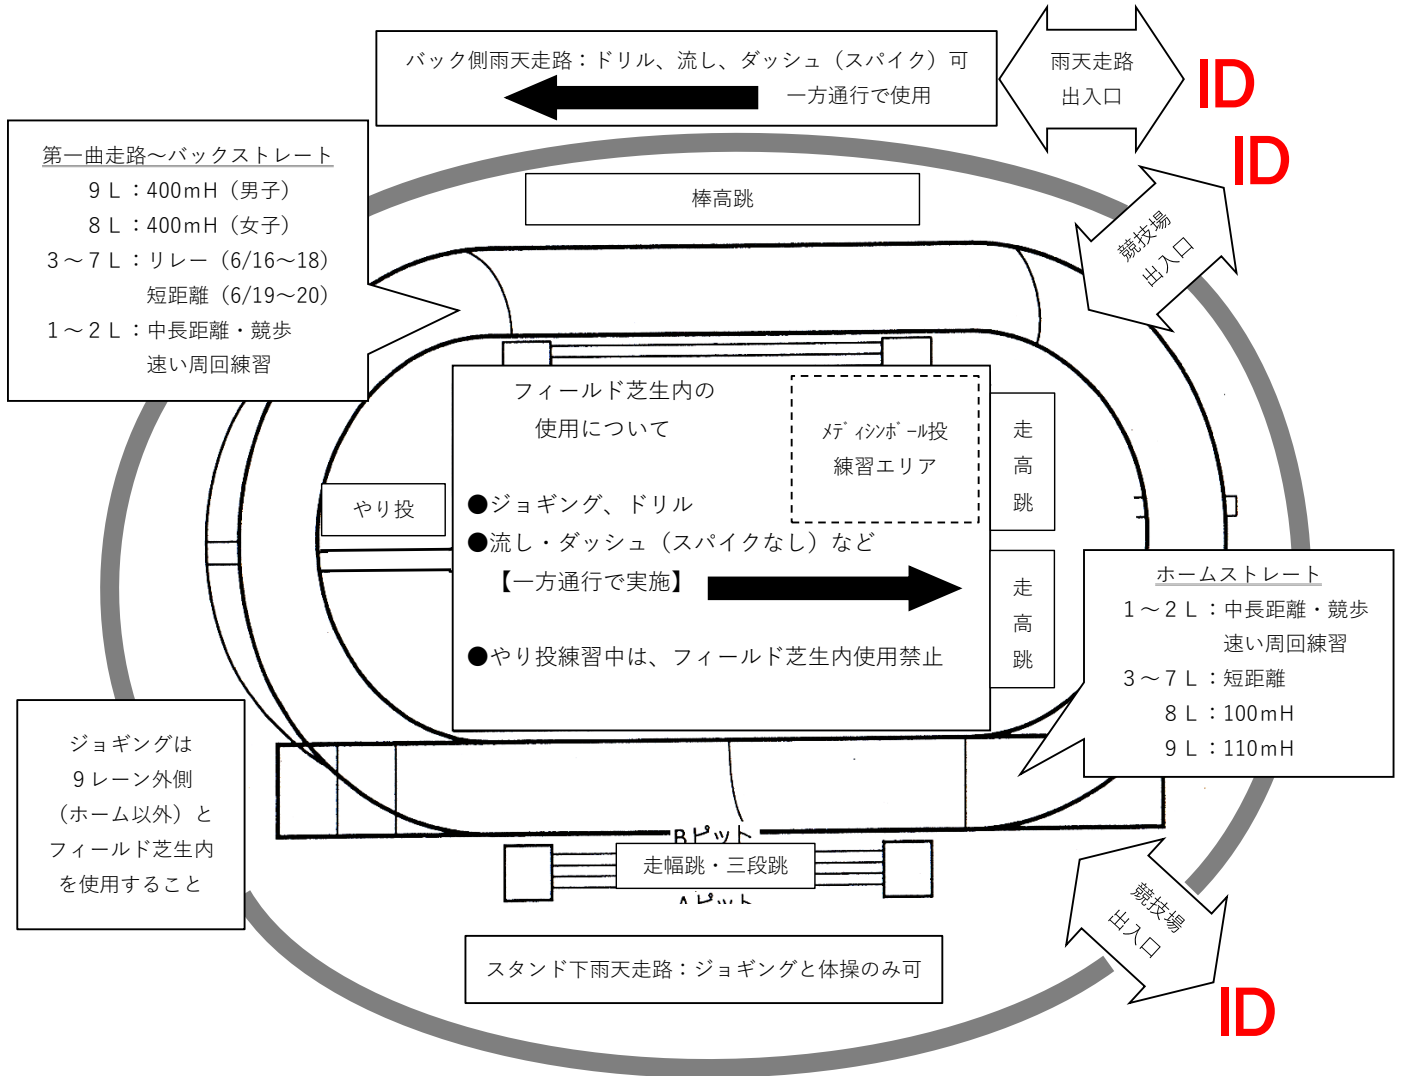 バック側雨天走路：ドリル、流し、ダッシュ（スパイク）可
一方通行で使用
雨天走路
出入口
ID
ID
第一曲走路～バックストレート
９Ｌ：400mH（男子）
８Ｌ：400mH（女子）
３～７Ｌ：リレー（6/16～18）
短距離（6/19～20）
１～２Ｌ：中長距離・競歩
速い周回練習
棒高跳
競技場
出入口
フィールド芝生内の
使用について
ﾒﾃﾞｨｼﾝﾎﾞｰﾙ投
練習エリア
走
高
跳
やり投
●ジョギング、ドリル
●流し・ダッシュ（スパイクなし）など
【一方通行で実施】
走
高
跳
●やり投練習中は、フィールド芝生内使用禁止
ホームストレート
１～２Ｌ：中長距離・競歩
速い周回練習
３～７Ｌ：短距離
８Ｌ：100mH
９Ｌ：110mH
ジョギングは
９レーン外側
（ホーム以外）と
フィールド芝生内
を使用すること
Bピット
走幅跳・三段跳
Aピット
競技場
出入口
スタンド下雨天走路：ジョギングと体操のみ可
ID